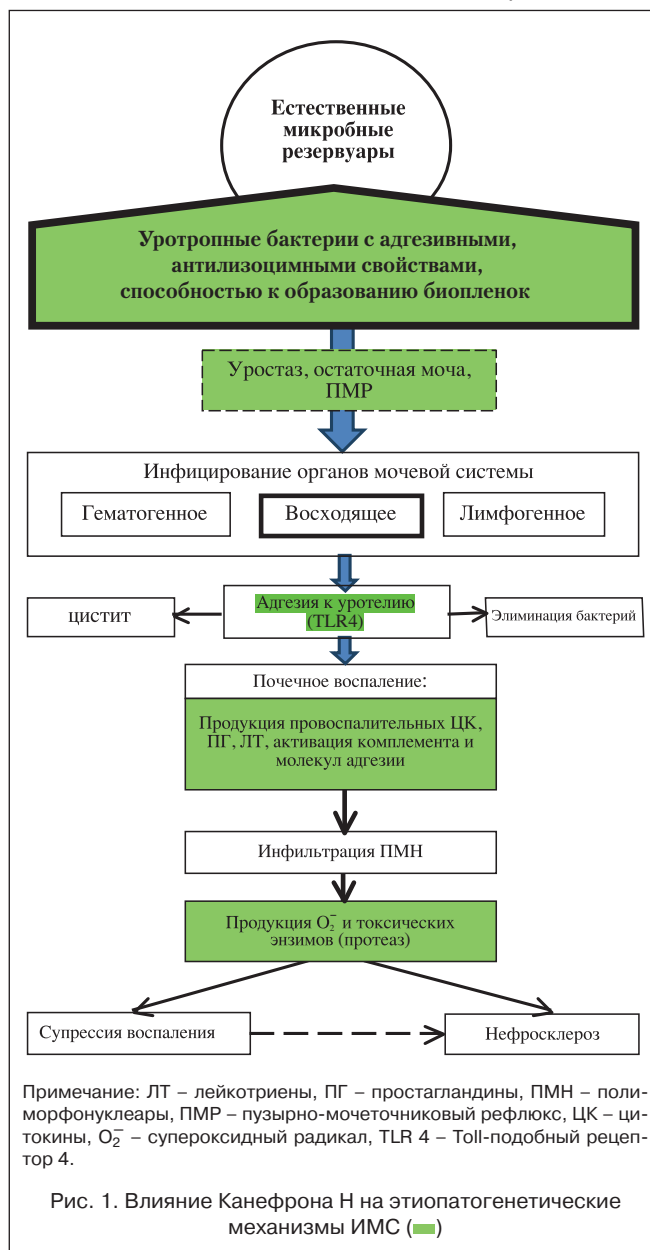 Естественные
микробные
резервуары
Уротропные бактерии с адгезивными,
антилизоцимными свойствами,
способностью к образованию биопленок
Уростаз, остаточная моча,
ПМР
Инфицирование органов мочевой системы
Гематогенное
Восходящее
Лимфогенное
цистит
Адгезия к уротелию
(TLR4)
Элиминация бактерий
Почечное воспаление:
Продукция провоспалительных ЦК,
ПГ, ЛТ, активация комплемента и
молекул адгезии
Инфильтрация ПМН
Продукция O₂⁻ и токсических
энзимов (протеаз)
Супрессия воспаления
Нефросклероз
Примечание: ЛТ – лейкотриены, ПГ – простагландины, ПМН – поли-
морфонуклеары, ПМР – пузырно-мочеточниковый рефлюкс, ЦК – ци-
токины, O₂⁻ – супероксидный радикал, TLR 4 – Toll-подобный рецеп-
тор 4.
Рис. 1. Влияние Канефрона Н на этиопатогенетические
механизмы ИМС ( )